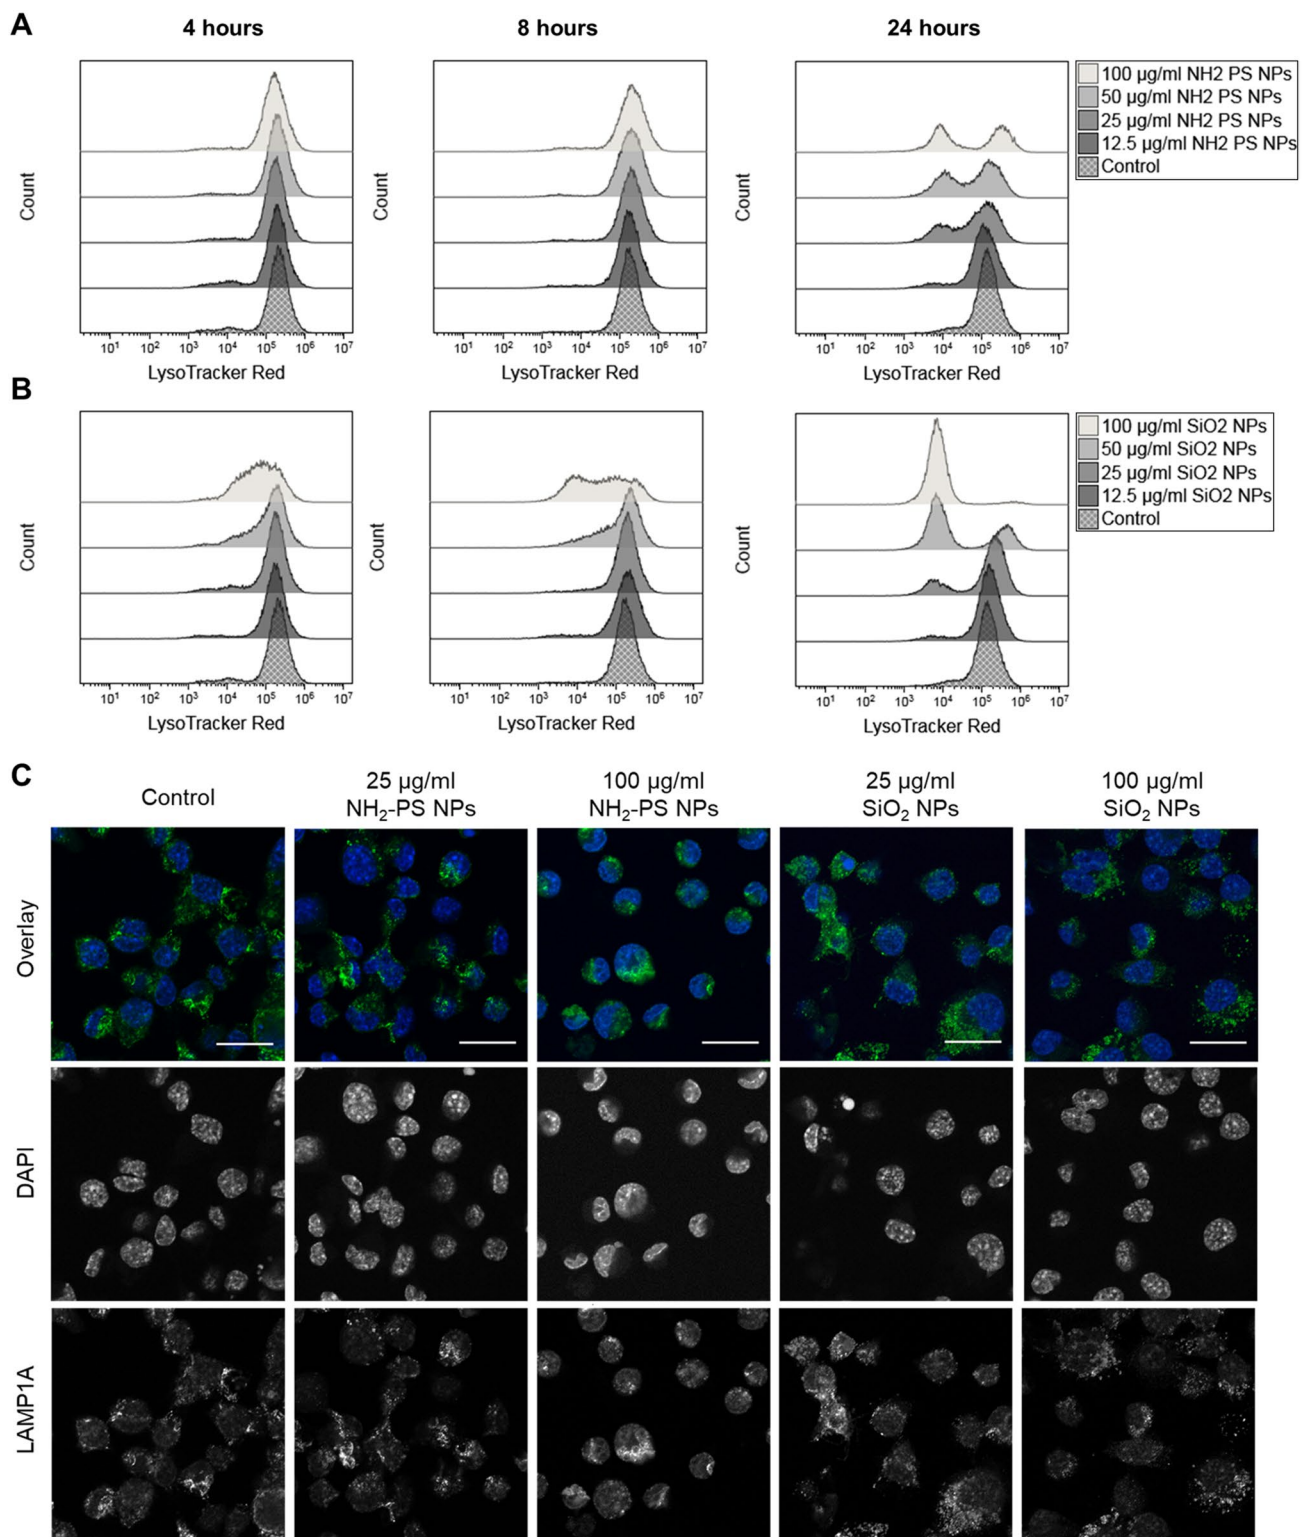 A
4 hours
8 hours
24 hours
Count
Count
Count
100 µg/ml NH2 PS NPs
50 µg/ml NH2 PS NPs
25 µg/ml NH2 PS NPs
12.5 µg/ml NH2 PS NPs
Control
10¹ 10² 10³ 10⁴ 10⁵ 10⁶ 10⁷
10¹ 10² 10³ 10⁴ 10⁵ 10⁶ 10⁷
10¹ 10² 10³ 10⁴ 10⁵ 10⁶ 10⁷
LysoTracker Red
LysoTracker Red
LysoTracker Red
B
Count
Count
Count
100 µg/ml SiO2 NPs
50 µg/ml SiO2 NPs
25 µg/ml SiO2 NPs
12.5 µg/ml SiO2 NPs
Control
10¹ 10² 10³ 10⁴ 10⁵ 10⁶ 10⁷
10¹ 10² 10³ 10⁴ 10⁵ 10⁶ 10⁷
10¹ 10² 10³ 10⁴ 10⁵ 10⁶ 10⁷
LysoTracker Red
LysoTracker Red
LysoTracker Red
C
Control
25 µg/ml
NH₂-PS NPs
100 µg/ml
NH₂-PS NPs
25 µg/ml
SiO₂ NPs
100 µg/ml
SiO₂ NPs
Overlay
DAPI
LAMP1A